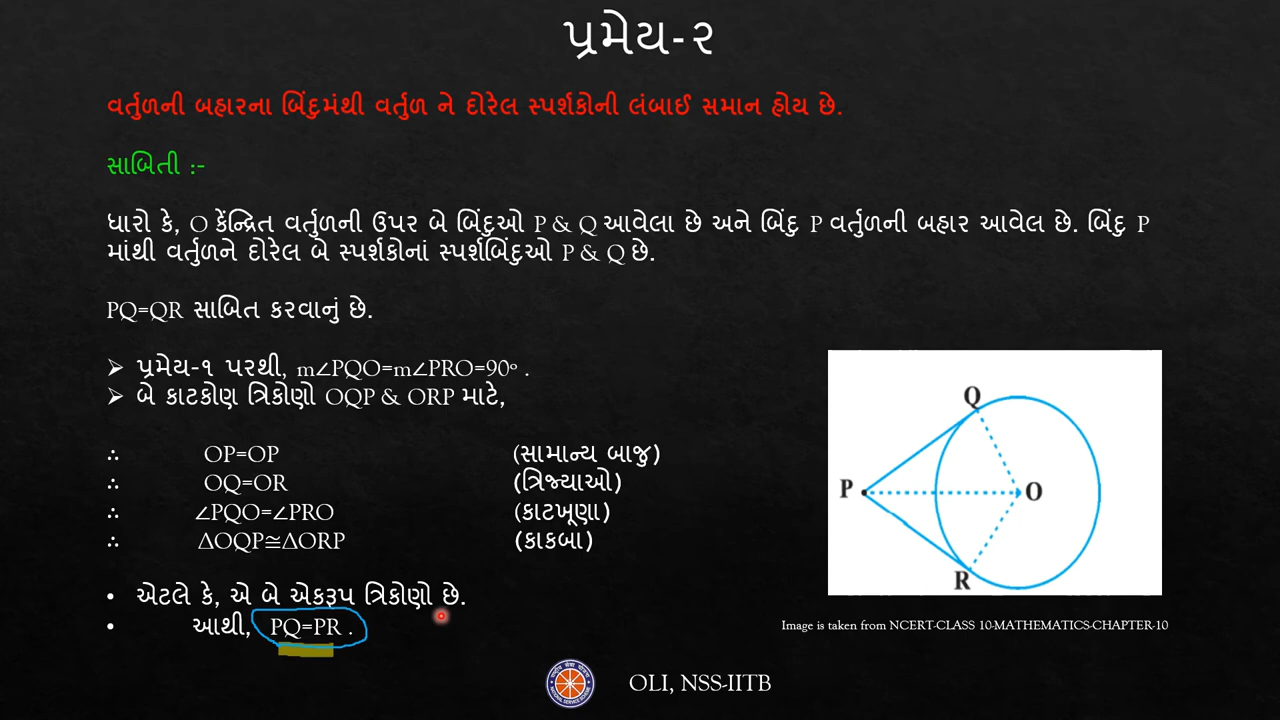 પ્રમેય-૨
વર્તુળની બહારના બિંદુમંથી વર્તુળ ને દોરેલ સ્પર્શકોની લંબાઈ સમાન હોય છે.
સાબિતી :-
ધારો કે, O કેંન્દ્રિત વર્તુળની ઉપર બે બિંદુઓ P & Q આવેલા છે અને બિંદુ P વર્તુળની બહાર આવેલ છે. બિંદુ P
માંથી વર્તુળને દોરેલ બે સ્પર્શકોનાં સ્પર્શબિંદુઓ P & Q છે.
PQ=QR સાબિત કરવાનું છે.
➢ પ્રમેય-૧ પરથી, m∠PQO=m∠PRO=90° .
➢ બે કાટકોણ ત્રિકોણો OQP & ORP માટે,
∴ OP=OP (સામાન્ય બાજુ)
∴ OQ=OR (ત્રિજ્યાઓ)
∴ ∠PQO=∠PRO (કાટખૂણા)
∴ ΔOQP≅ΔORP (કાકબા)
• એટલે કે, એ બે એકરૂપ ત્રિકોણો છે.
• આથી, PQ=PR .
Q
P
O
R
Image is taken from NCERT-CLASS 10-MATHEMATICS-CHAPTER-10
OLI, NSS-IITB